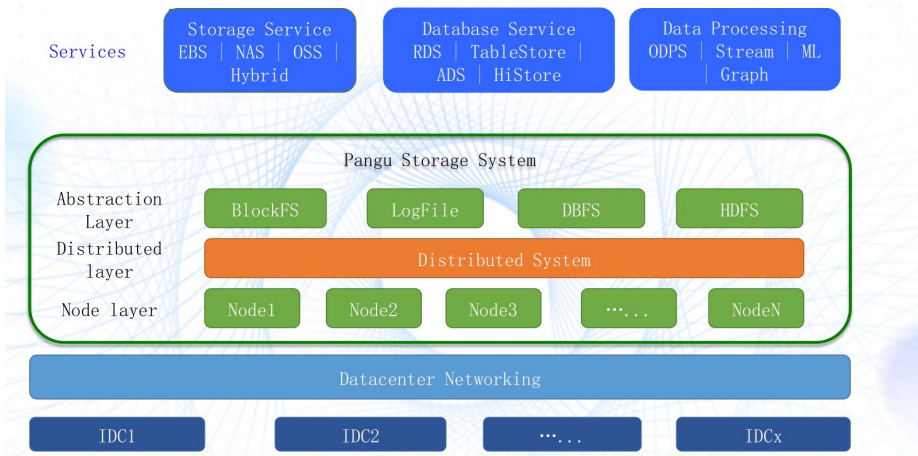 Services
Storage Service
EBS | NAS | OSS |
Hybrid
Database Service
RDS | TableStore |
ADS | HiStore
Data Processing
ODPS | Stream | ML
| Graph
Pangu Storage System
Abstraction
Layer
BlockFS
LogFile
DBFS
HDFS
Distributed
layer
Distributed System
Node layer
Node1
Node2
Node3
…...
NodeN
Datacenter Networking
IDC1
IDC2
…...
IDCx